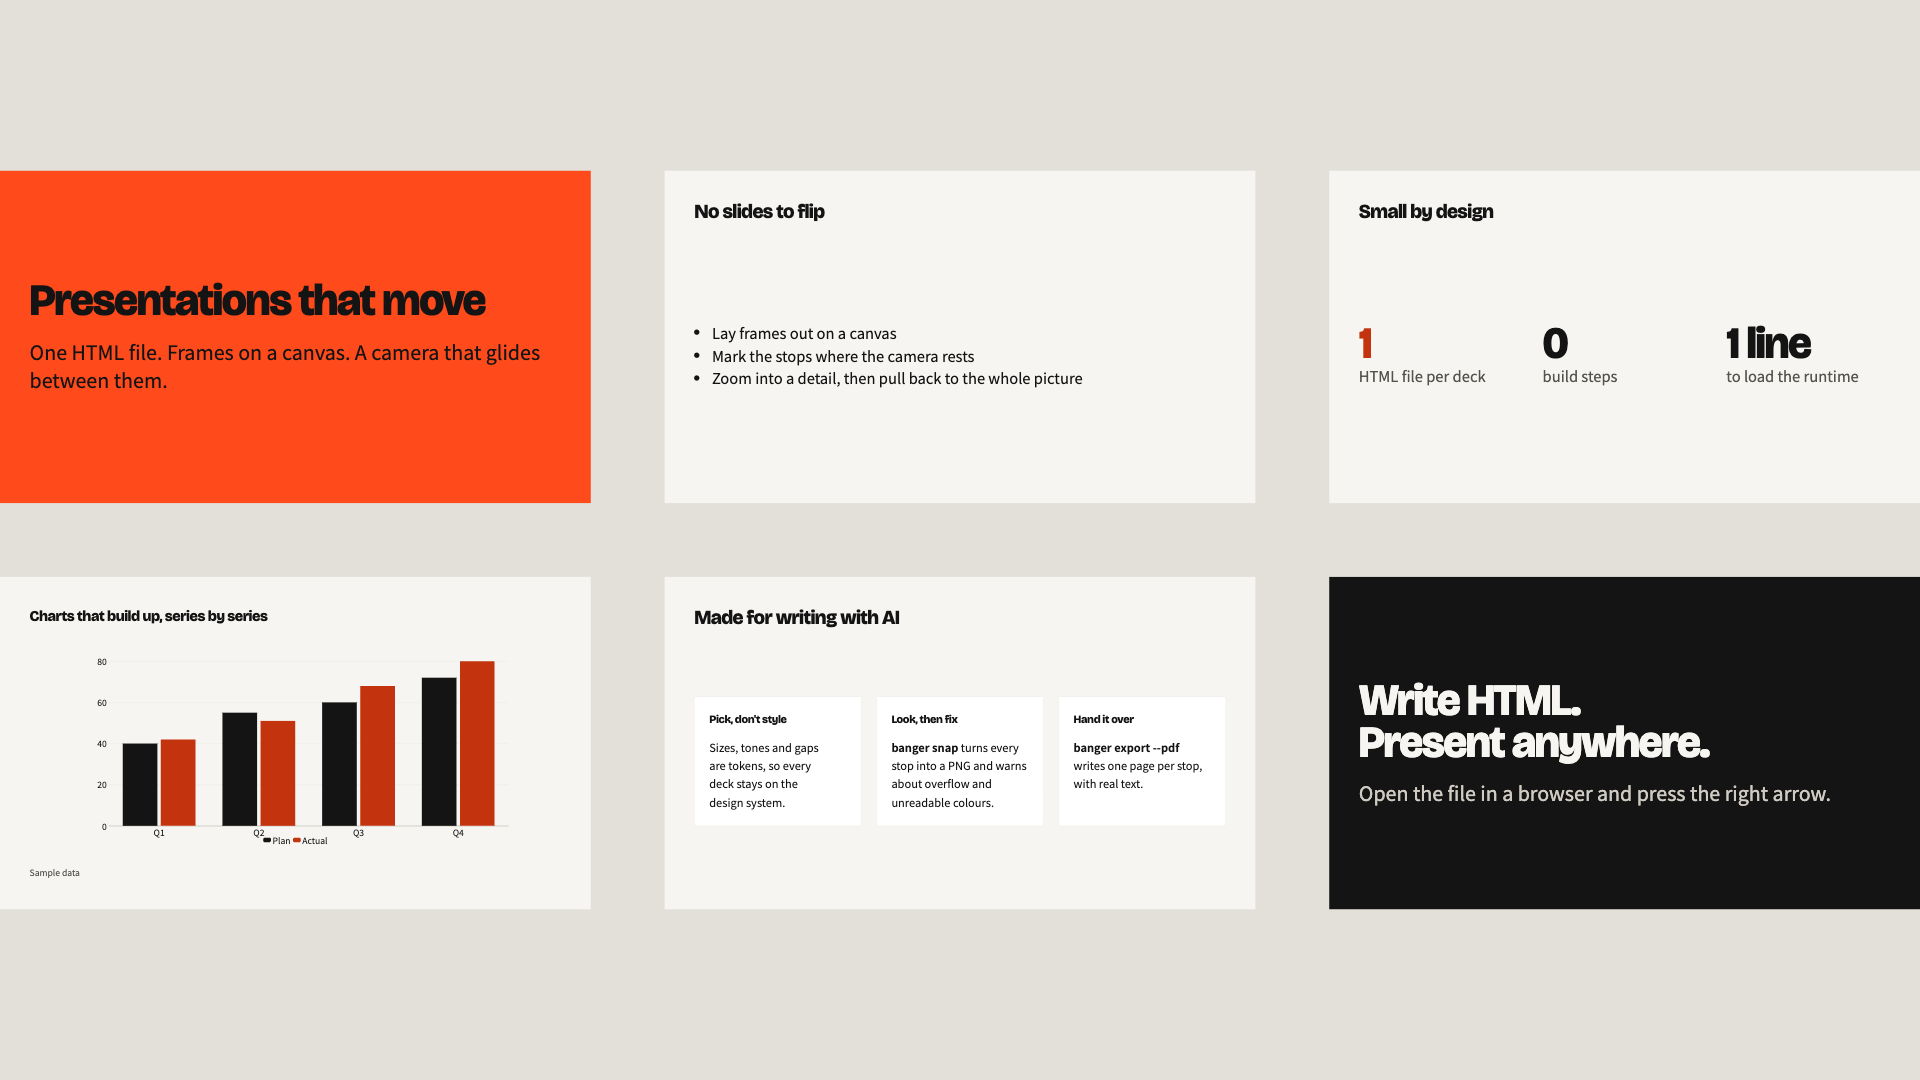 Presentations that move
One HTML file. Frames on a canvas. A camera that glides
between them.
No slides to flip
• Lay frames out on a canvas
• Mark the stops where the camera rests
• Zoom into a detail, then pull back to the whole picture
Small by design
1
HTML file per deck
0
build steps
1 line
to load the runtime
Charts that build up, series by series
80
60
40
20
0
Q1 Q2 Q3 Q4
Plan Actual
Sample data
Made for writing with AI
Pick, don't style
Sizes, tones and gaps
are tokens, so every
deck stays on the
design system.
Look, then fix
banger snap turns every
stop into a PNG and warns
about overflow and
unreadable colours.
Hand it over
banger export --pdf
writes one page per stop,
with real text.
Write HTML.
Present anywhere.
Open the file in a browser and press the right arrow.